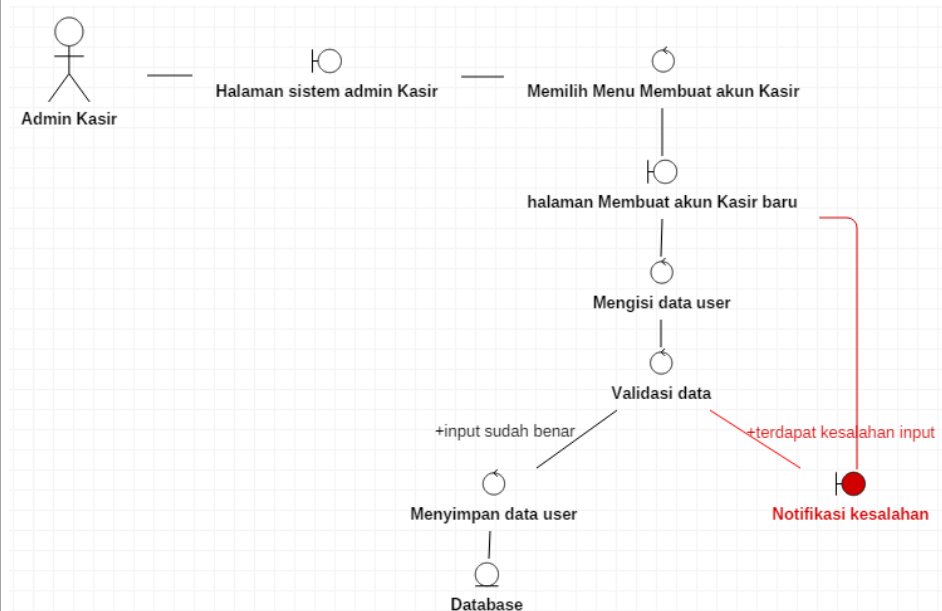 Halaman sistem admin Kasir
Memilih Menu Membuat akun Kasir
Admin Kasir
halaman Membuat akun Kasir baru
Mengisi data user
Validasi data
+input sudah benar
+terdapat kesalahan input
Menyimpan data user
Notifikasi kesalahan
Database